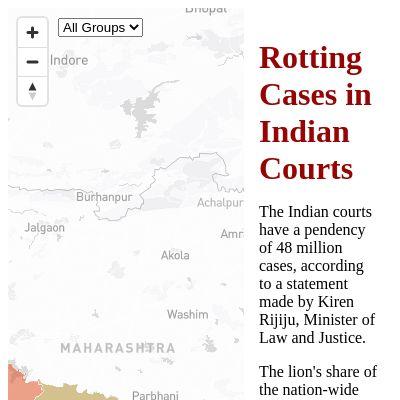 Bhopal
All Groups
Indore
Burhanpur
Achalpur
Jalgaon
Amr
Akola
Washim
MAHARASHTRA
Parbhani
Rotting
Cases in
Indian
Courts
The Indian courts
have a pendency
of 48 million
cases, according
to a statement
made by Kiren
Rijiju, Minister of
Law and Justice.
The lion's share of
the nation-wide